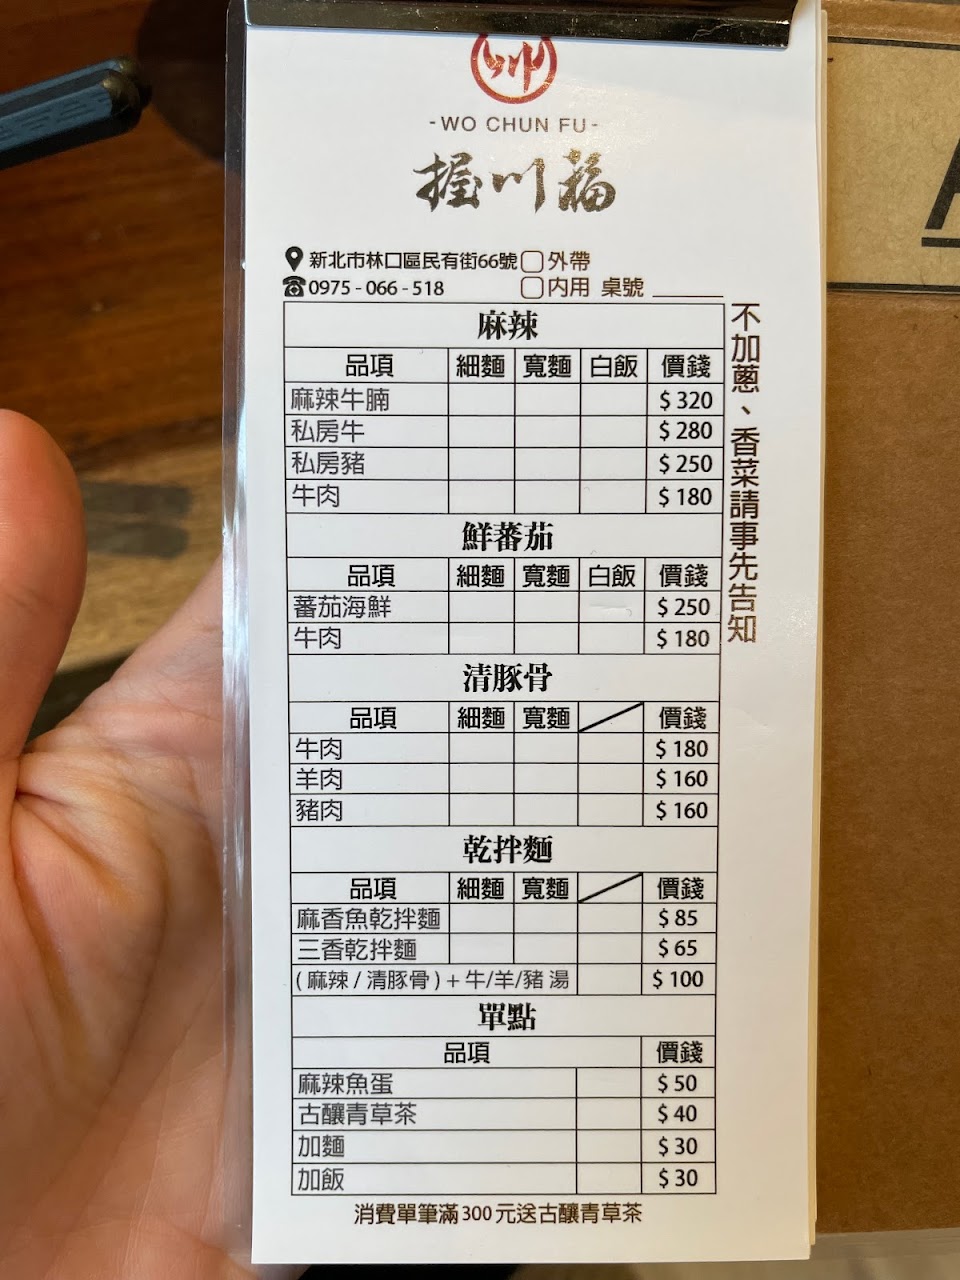 -WO CHUN FU-
握川福
新北市林口區民有街66號 外帶
0975-066-518 內用 桌號
不加蔥、香菜請事先告知
麻辣
品項 細麵 寬麵 白飯 價錢
麻辣牛腩 $320
私房牛 $280
私房豬 $250
牛肉 $180
鮮蕃茄
品項 細麵 寬麵 白飯 價錢
蕃茄海鮮 $250
牛肉 $180
清豚骨
品項 細麵 寬麵 價錢
牛肉 $180
羊肉 $160
豬肉 $160
乾拌麵
品項 細麵 寬麵 價錢
麻香魚乾拌麵 $85
三香乾拌麵 $65
(麻辣/清豚骨)+牛/羊/豬 湯 $100
單點
品項 價錢
麻辣魚蛋 $50
古釀青草茶 $40
加麵 $30
加飯 $30
消費單筆滿300元送古釀青草茶